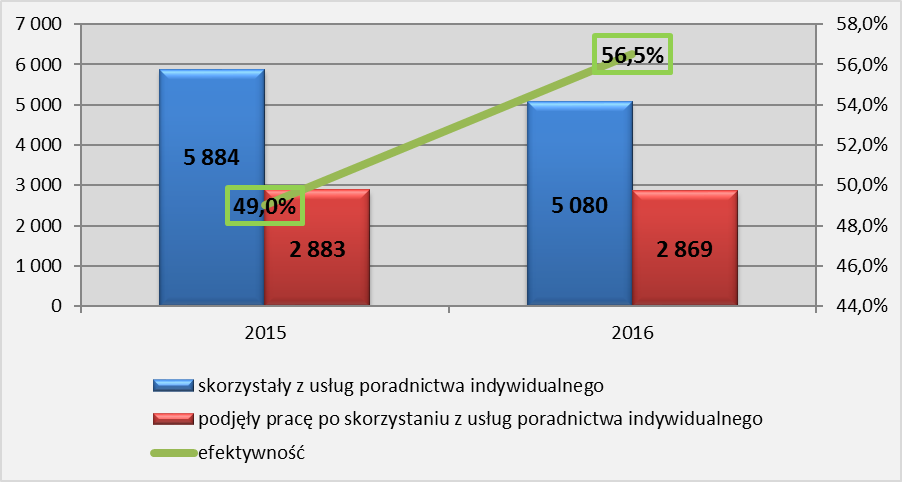 7 000 58,0%
6 000 56,5% 56,0%
5 000 54,0%
4 000 5 884 52,0%
3 000 50,0%
2 000 49,0% 5 080 48,0%
1 000 2 883 2 869 46,0%
0 44,0%
2015 2016
skorzystały z usług poradnictwa indywidualnego
podjęły pracę po skorzystaniu z usług poradnictwa indywidualnego
efektywność